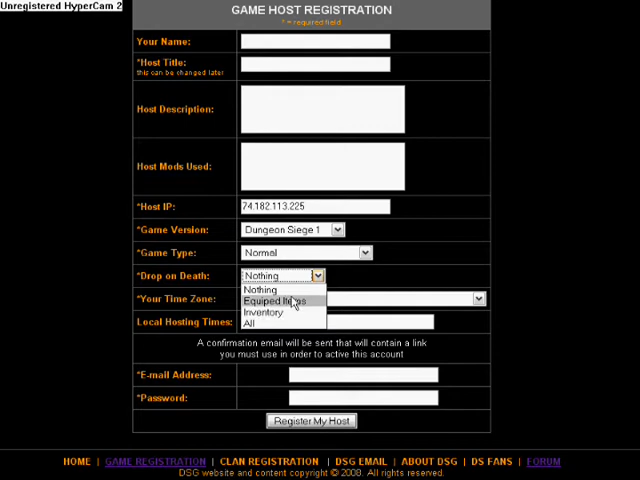 Unregistered HyperCam 2
GAME HOST REGISTRATION
* = required field
Your Name:
*Host Title:
this can be changed later
Host Description:
Host Mods Used:
*Host IP: 74.182.113.225
*Game Version: Dungeon Siege 1
*Game Type: Normal
*Drop on Death: Nothing
Nothing
Equiped Items
Inventory
All
*Your Time Zone:
Local Hosting Times:
A confirmation email will be sent that will contain a link
you must use in order to active this account
*E-mail Address:
*Password:
Register My Host
HOME | GAME REGISTRATION | CLAN REGISTRATION | DSG EMAIL | ABOUT DSG | DS FANS | FORUM
DSG website and content copyright © 2008. All rights reserved.